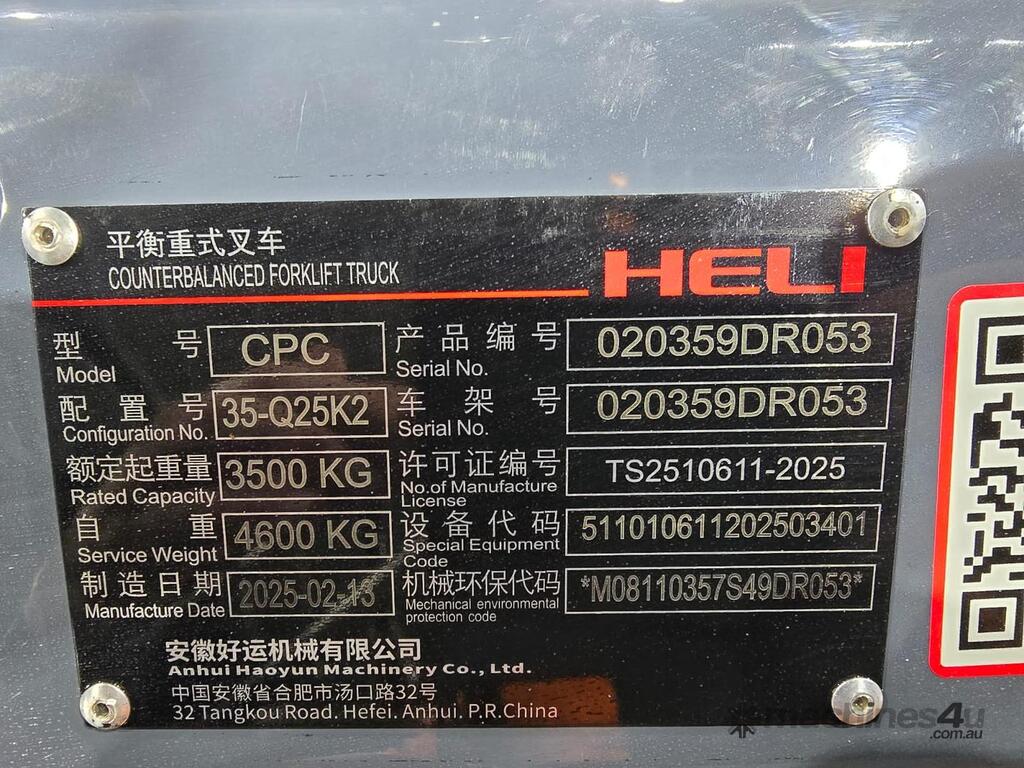 平衡重式叉车
COUNTERBALANCED FORKLIFT TRUCK
HELI
型 号 CPC 产品编号 020359DR053
Model Serial No.
配置号 35-Q25K2 车架号 020359DR053
Configuration No. Serial No.
额定起重量 3500 KG 许可证编号 TS2510611-2025
Rated Capacity No.of Manufacture License
自 重 4600 KG 设备代码 511010611202503401
Service Weight Special Equipment Code
制造日期 2025-02-13 机械环保代码 *M08110357S49DR053*
Manufacture Date Mechanical environmental protection code
安徽好运机械有限公司
Anhui Haoyun Machinery Co., Ltd.
中国安徽省合肥市汤口路32号
32 Tangkou Road. Hefei. Anhui. P.R.China
machines4u
.com.au